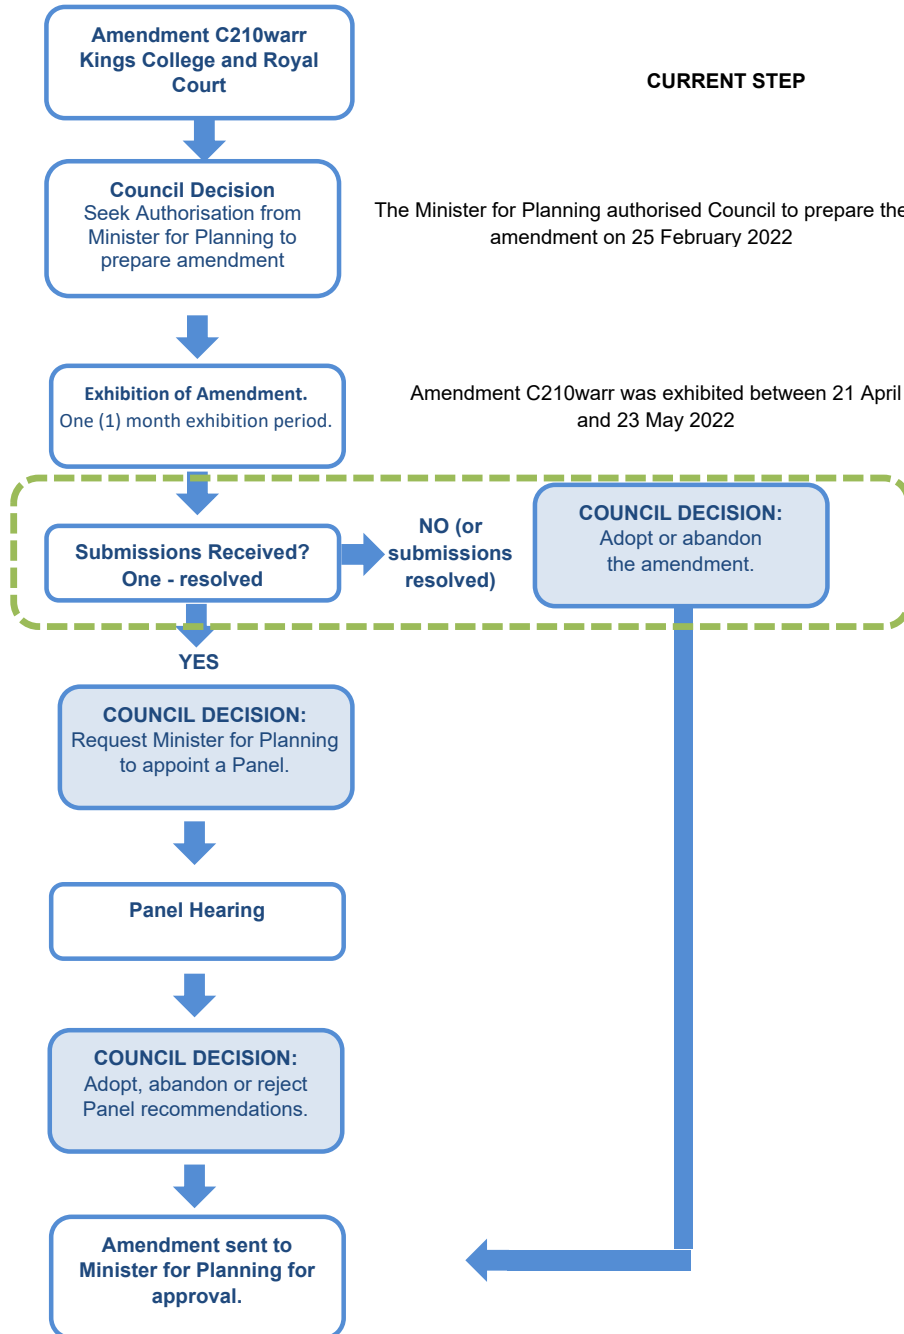 Amendment C210warr
Kings College and Royal
Court
CURRENT STEP
Council Decision
Seek Authorisation from
Minister for Planning to
prepare amendment
The Minister for Planning authorised Council to prepare the
amendment on 25 February 2022
Exhibition of Amendment.
One (1) month exhibition period.
Amendment C210warr was exhibited between 21 April
and 23 May 2022
Submissions Received?
One - resolved
NO (or
submissions
resolved)
COUNCIL DECISION:
Adopt or abandon
the amendment.
YES
COUNCIL DECISION:
Request Minister for Planning
to appoint a Panel.
Panel Hearing
COUNCIL DECISION:
Adopt, abandon or reject
Panel recommendations.
Amendment sent to
Minister for Planning for
approval.